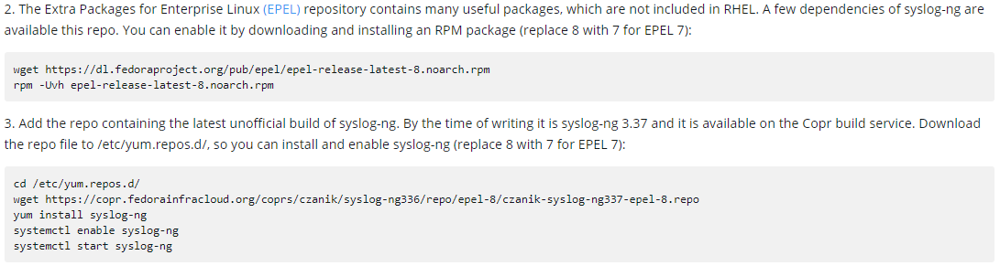 2. The Extra Packages for Enterprise Linux (EPEL) repository contains many useful packages, which are not included in RHEL. A few dependencies of syslog-ng are
available this repo. You can enable it by downloading and installing an RPM package (replace 8 with 7 for EPEL 7):
wget https://dl.fedoraproject.org/pub/epel/epel-release-latest-8.noarch.rpm
rpm -Uvh epel-release-latest-8.noarch.rpm
3. Add the repo containing the latest unofficial build of syslog-ng. By the time of writing it is syslog-ng 3.37 and it is available on the Copr build service. Download
the repo file to /etc/yum.repos.d/, so you can install and enable syslog-ng (replace 8 with 7 for EPEL 7):
cd /etc/yum.repos.d/
wget https://copr.fedorainfracloud.org/coprs/czanik/syslog-ng336/repo/epel-8/czanik-syslog-ng337-epel-8.repo
yum install syslog-ng
systemctl enable syslog-ng
systemctl start syslog-ng